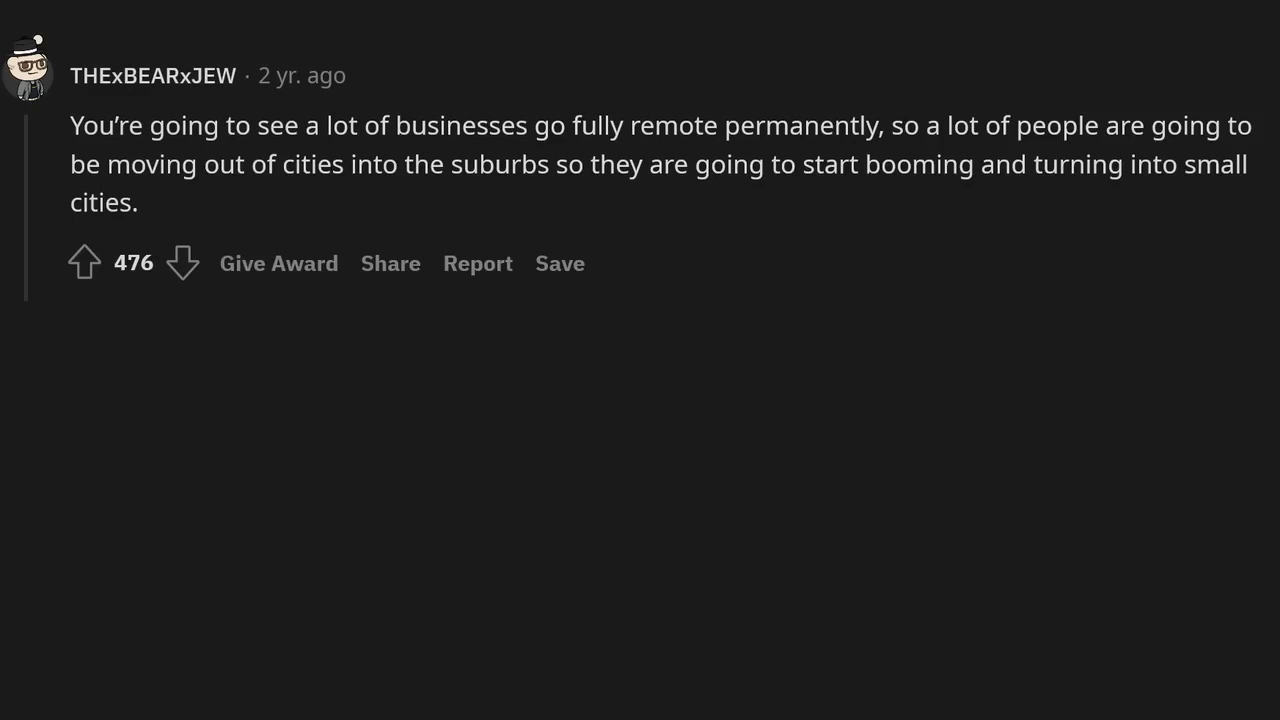 THExBEARxJEW · 2 yr. ago
You’re going to see a lot of businesses go fully remote permanently, so a lot of people are going to
be moving out of cities into the suburbs so they are going to start booming and turning into small
cities.
476 Give Award Share Report Save